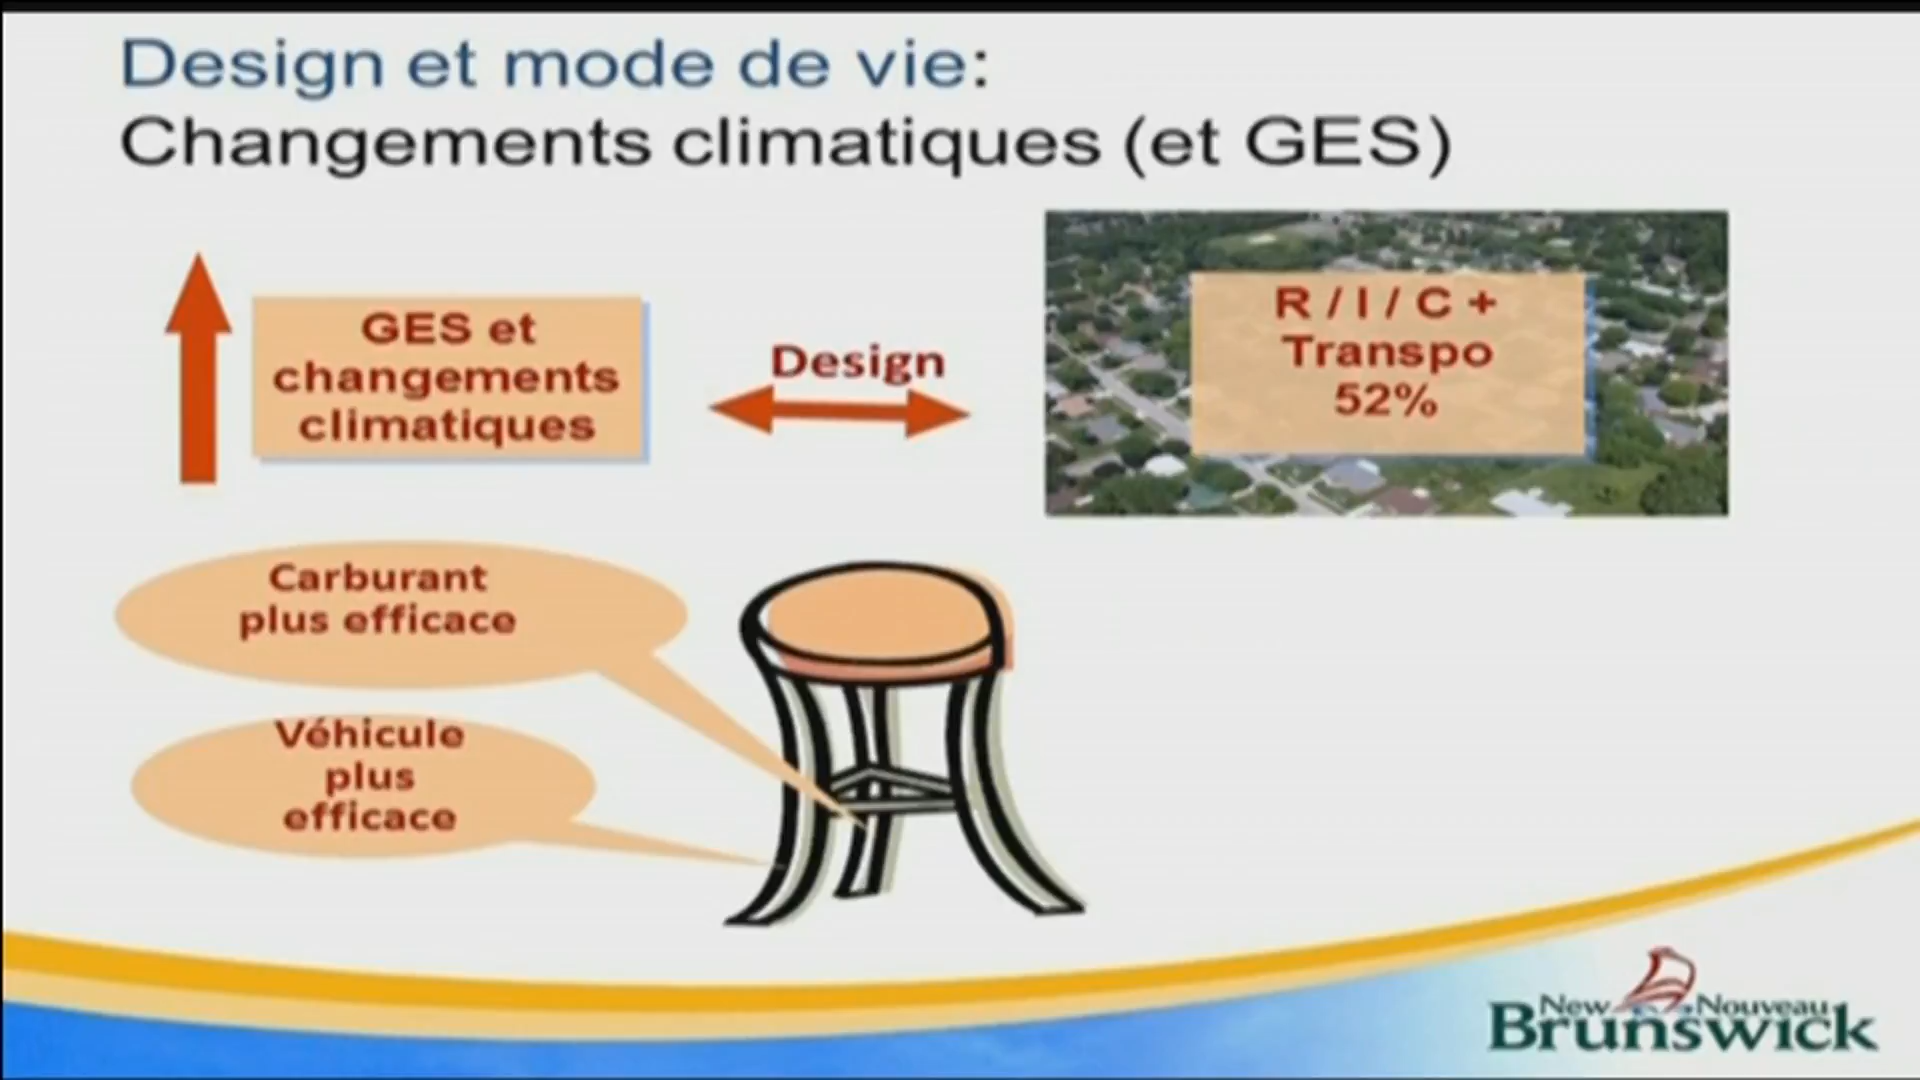 Design et mode de vie:
Changements climatiques (et GES)
GES et
changements
climatiques
Design
R / I / C +
Transpo
52%
Carburant
plus efficace
Véhicule
plus
efficace
New Nouveau
Brunswick